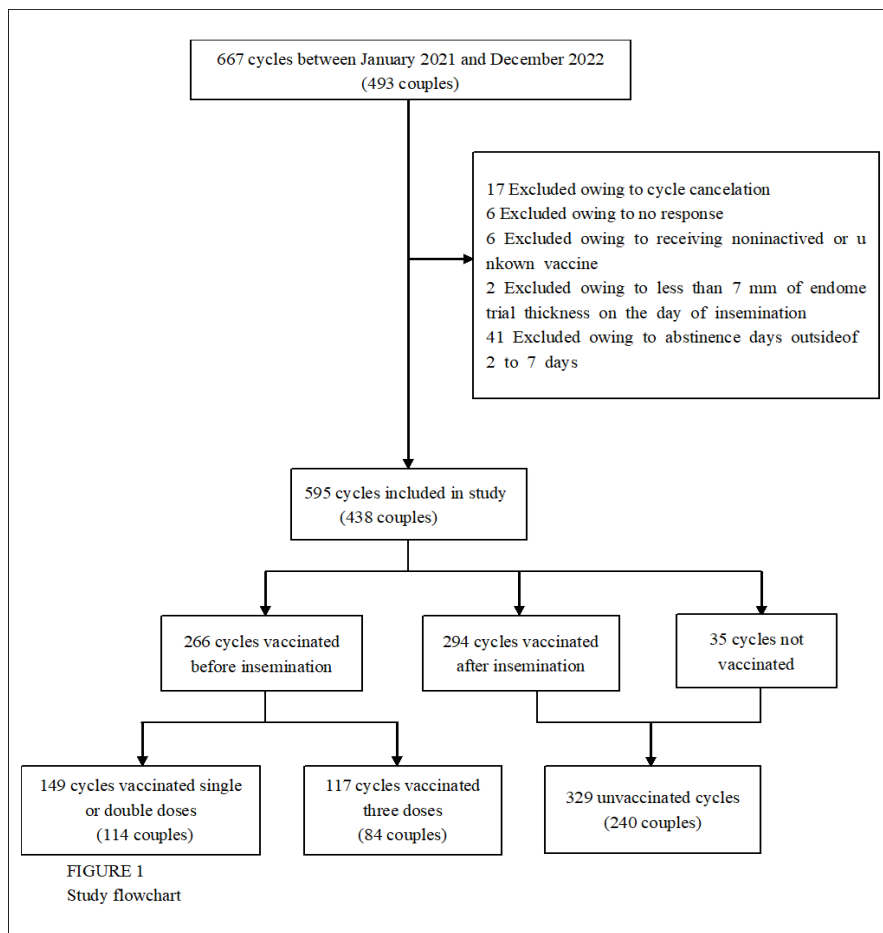 667 cycles between January 2021 and December 2022
(493 couples)
17 Excluded owing to cycle cancelation
6 Excluded owing to no response
6 Excluded owing to receiving noninactived or u
nkown vaccine
2 Excluded owing to less than 7 mm of endome
trial thickness on the day of insemination
41 Excluded owing to abstinence days outsideof
2 to 7 days
595 cycles included in study
(438 couples)
266 cycles vaccinated
before insemination
294 cycles vaccinated
after insemination
35 cycles not
vaccinated
149 cycles vaccinated single
or double doses
(114 couples)
117 cycles vaccinated
three doses
(84 couples)
329 unvaccinated cycles
(240 couples)
FIGURE 1
Study flowchart